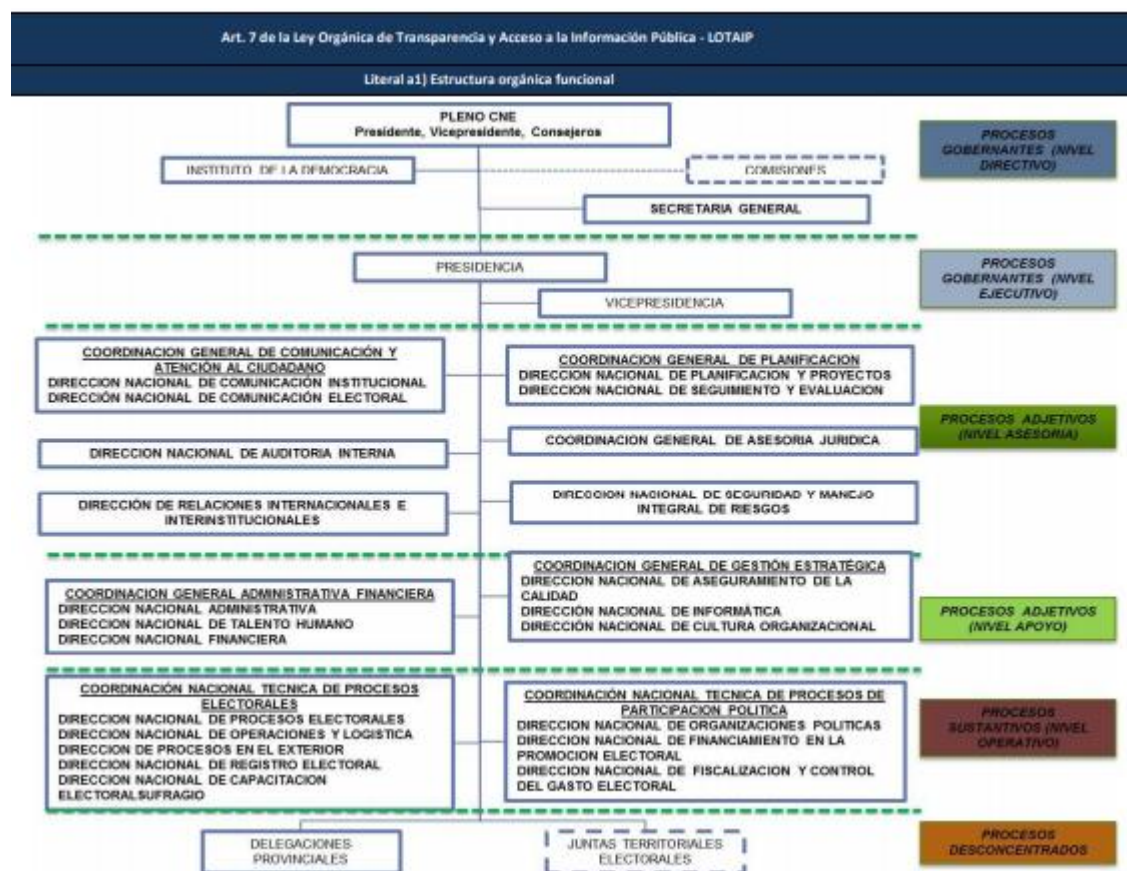 Art. 7 de la Ley Orgánica de Transparencia y Acceso a la Información Pública - LOTAIP
Literal a1) Estructura orgánica funcional
PLENO CNE
Presidente, Vicepresidente, Consejeros
PROCESOS
GOBERNANTES (NIVEL
DIRECTIVO)
INSTITUTO DE LA DEMOCRACIA
COMISIONES
SECRETARIA GENERAL
PRESIDENCIA
PROCESOS
GOBERNANTES (NIVEL
EJECUTIVO)
VICEPRESIDENCIA
COORDINACION GENERAL DE COMUNICACIÓN Y
ATENCIÓN AL CIUDADANO
DIRECCION NACIONAL DE COMUNICACIÓN INSTITUCIONAL
DIRECCIÓN NACIONAL DE COMUNICACIÓN ELECTORAL
COORDINACION GENERAL DE PLANIFICACION
DIRECCION NACIONAL DE PLANIFICACION Y PROYECTOS
DIRECCION NACIONAL DE SEGUIMIENTO Y EVALUACION
PROCESOS ADJETIVOS
(NIVEL ASESORIA)
DIRECCION NACIONAL DE AUDITORIA INTERNA
COORDINACION GENERAL DE ASESORIA JURIDICA
DIRECCIÓN DE RELACIONES INTERNACIONALES E
INTERINSTITUCIONALES
DIRECCION NACIONAL DE SEGURIDAD Y MANEJO
INTEGRAL DE RIESGOS
COORDINACION GENERAL ADMINISTRATIVA FINANCIERA
DIRECCION NACIONAL ADMINISTRATIVA
DIRECCION NACIONAL DE TALENTO HUMANO
DIRECCION NACIONAL FINANCIERA
COORDINACION GENERAL DE GESTIÓN ESTRATÉGICA
DIRECCION NACIONAL DE ASEGURAMIENTO DE LA
CALIDAD
DIRECCIÓN NACIONAL DE INFORMÁTICA
DIRECCIÓN NACIONAL DE CULTURA ORGANIZACIONAL
PROCESOS ADJETIVOS
(NIVEL APOYO)
COORDINACIÓN NACIONAL TECNICA DE PROCESOS
ELECTORALES
DIRECCION NACIONAL DE PROCESOS ELECTORALES
DIRECCION NACIONAL DE OPERACIONES Y LOGISTICA
DIRECCION DE PROCESOS EN EL EXTERIOR
DIRECCION NACIONAL DE REGISTRO ELECTORAL
DIRECCION NACIONAL DE CAPACITACION
ELECTORALSUFRAGIO
COORDINACIÓN NACIONAL TECNICA DE PROCESOS DE
PARTICIPACION POLITICA
DIRECCION NACIONAL DE ORGANIZACIONES POLITICAS
DIRECCION NACIONAL DE FINANCIAMIENTO EN LA
PROMOCION ELECTORAL
DIRECCION NACIONAL DE FISCALIZACION Y CONTROL
DEL GASTO ELECTORAL
PROCESOS
SUSTANTIVOS (NIVEL
OPERATIVO)
DELEGACIONES
PROVINCIALES
JUNTAS TERRITORIALES
ELECTORALES
PROCESOS
DESCONCENTRADOS